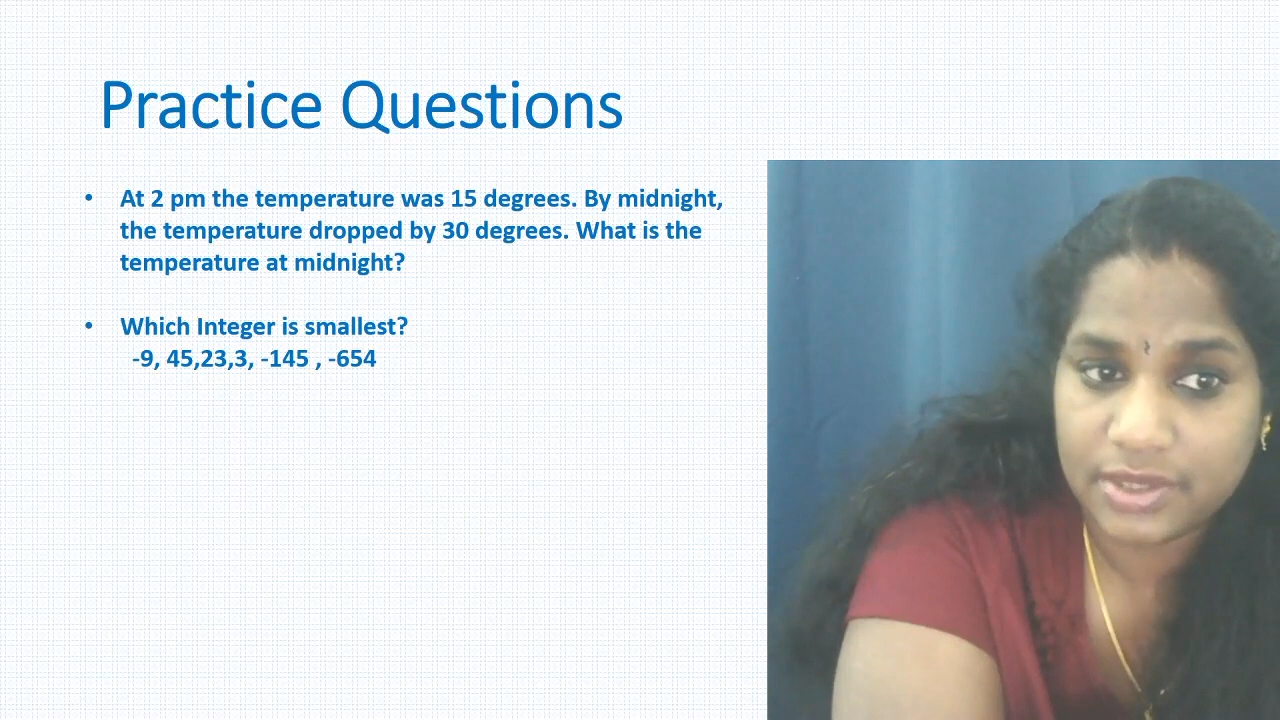 Practice Questions
• At 2 pm the temperature was 15 degrees. By midnight,
the temperature dropped by 30 degrees. What is the
temperature at midnight?
• Which Integer is smallest?
-9, 45,23,3, -145 , -654